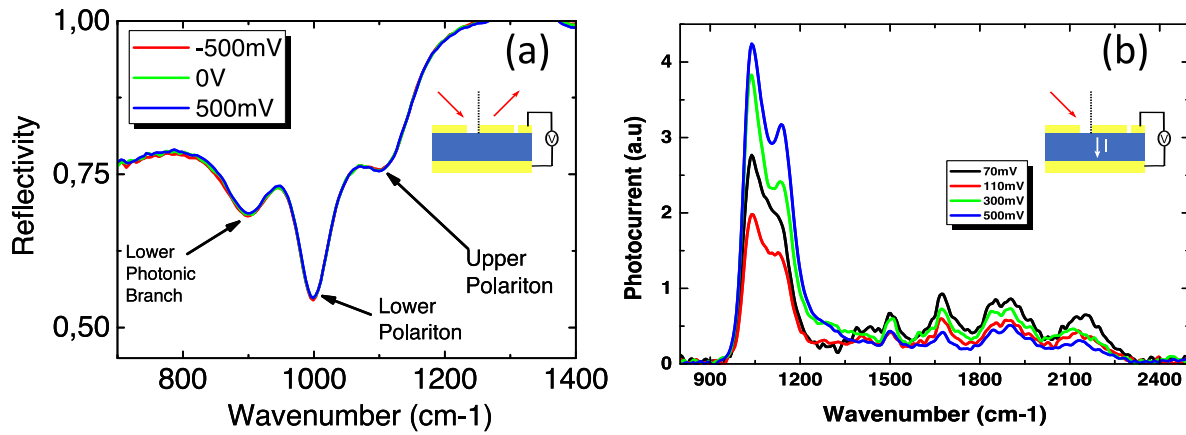 1,00
0,75
0,50
Reflectivity
-500mV
0V
500mV
(a)
V
Lower
Photonic
Branch
Lower
Polariton
Upper
Polariton
800 1000 1200 1400
Wavenumber (cm-1)
(b)
4
3
2
1
0
Photocurrent (a.u)
V
I
70mV
110mV
300mV
500mV
900 1200 1500 1800 2100 2400
Wavenumber (cm-1)